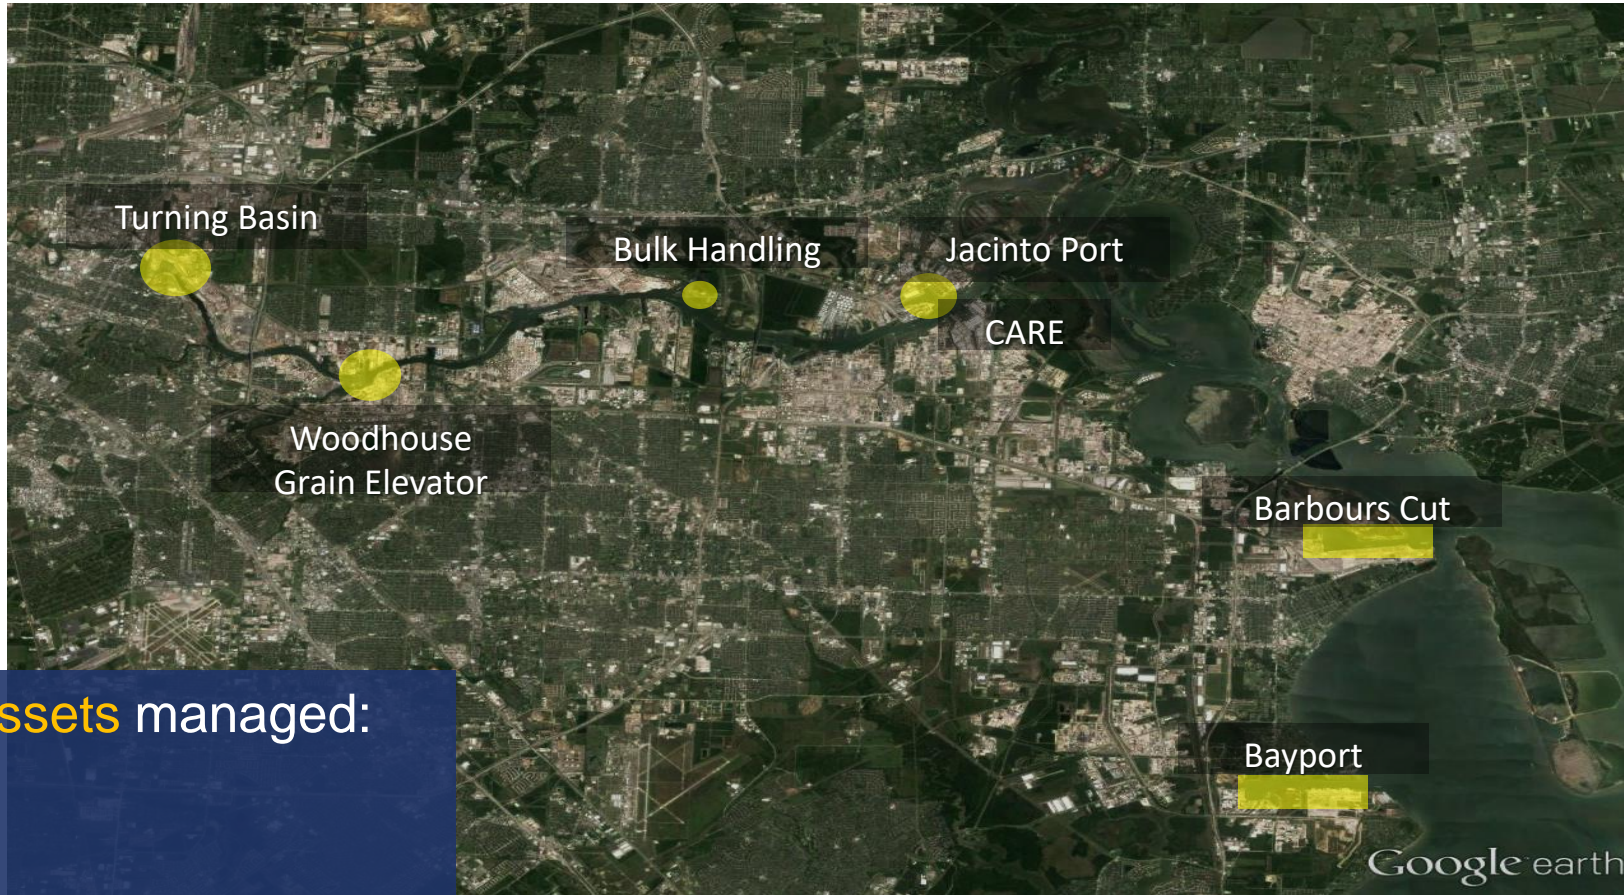 Turning Basin
Bulk Handling
Jacinto Port
CARE
Woodhouse
Grain Elevator
Barbours Cut
ssets managed:
Bayport
Google earth